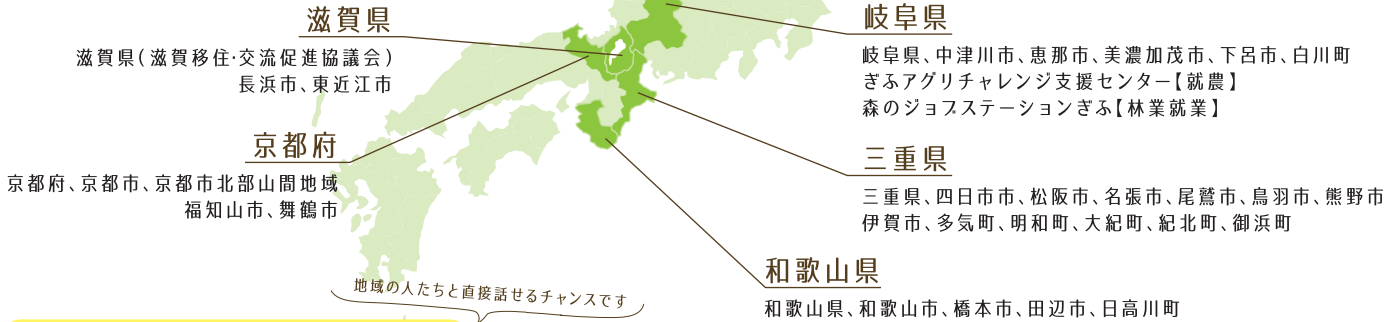 滋賀県
滋賀県(滋賀移住·交流促進協議会)
長浜市、東近江市
京都府
京都府、京都市、京都市北部山間地域
福知山市、舞鶴市
岐阜県
岐阜県、中津川市、恵那市、美濃加茂市、下呂市、白川町
ぎふアグリチャレンジ支援センター【就農】
森のジョブステーションぎふ【林業就業】
三重県
三重県、四日市市、松阪市、名張市、尾鷲市、鳥羽市、熊野市
伊賀市、多気町、明和町、大紀町、紀北町、御浜町
和歌山県
和歌山県、和歌山市、橋本市、田辺市、日高川町
地域の人たちと直接話せるチャンスです